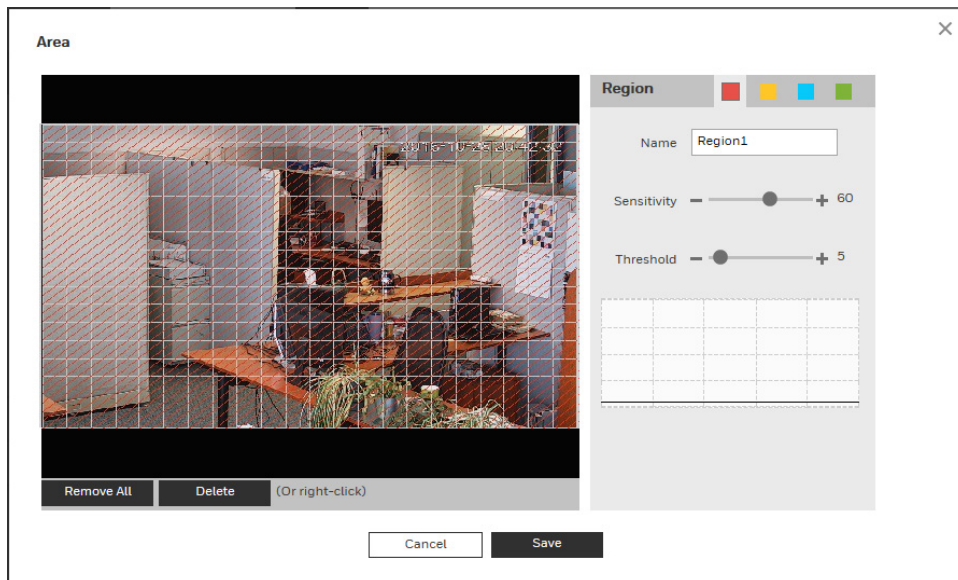 Area
Region
Name Region1
Sensitivity 60
Threshold 5
Remove All Delete (Or right-click)
Cancel Save